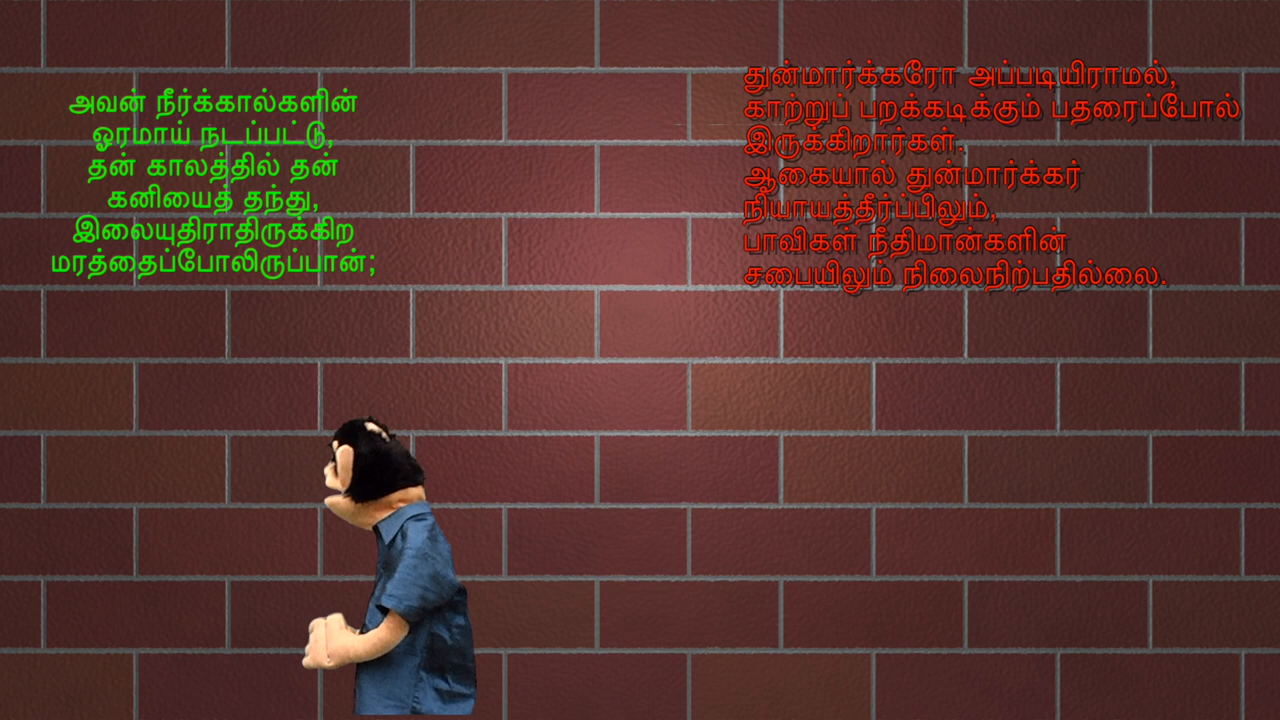 அவன் நீர்க்கால்களின்
ஓரமாய் நடப்பட்டு,
தன் காலத்தில் தன்
கனியைத் தந்து,
இலையுதிராதிருக்கிற
மரத்தைப்போலிருப்பான்;
துன்மார்க்கரோ அப்படியிராமல்,
காற்றுப் பறக்கடிக்கும் பதரைப்போல்
இருக்கிறார்கள்.
ஆகையால் துன்மார்க்கர்
நியாயத்தீர்ப்பிலும்,
பாவிகள் நீதிமான்களின்
சபையிலும் நிலைநிற்பதில்லை.